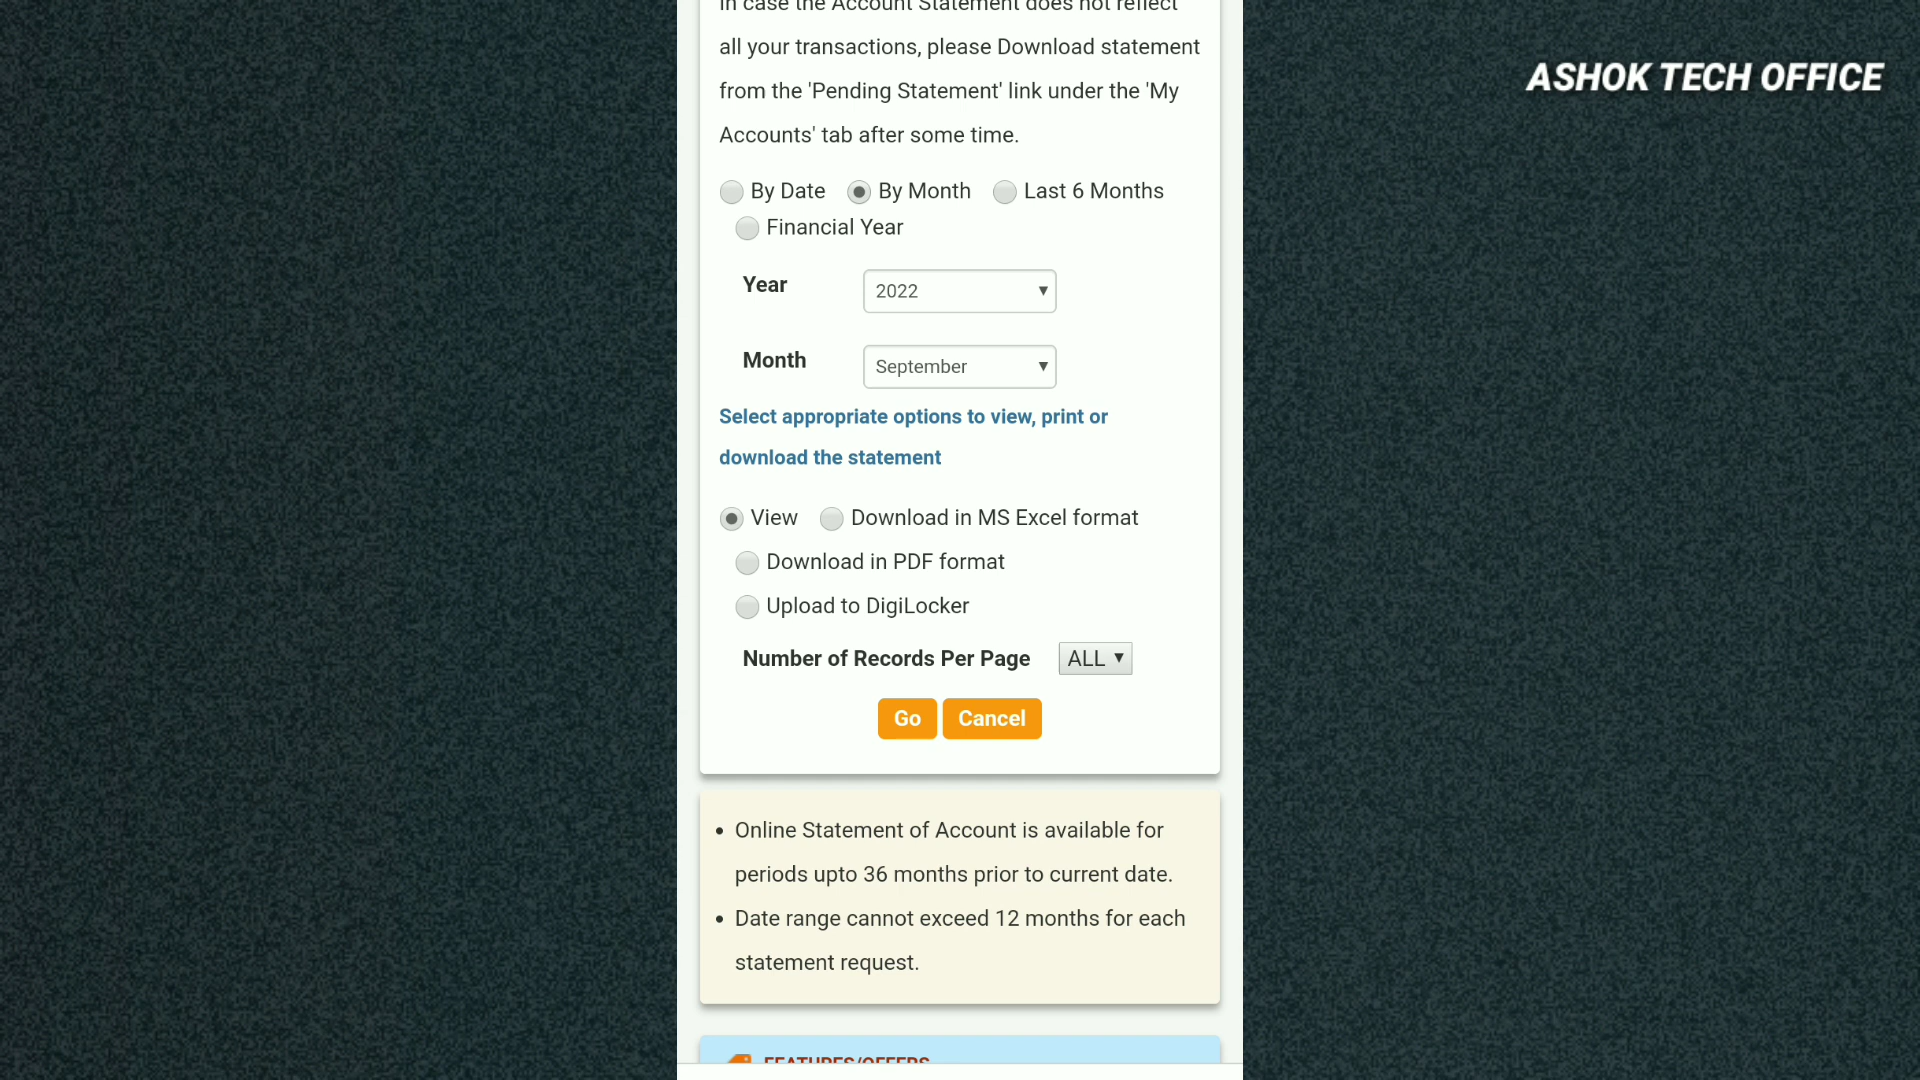 in case the Account Statement does not reflect
all your transactions, please Download statement
from the 'Pending Statement' link under the 'My
Accounts' tab after some time.
ASHOK TECH OFFICE
By Date By Month Last 6 Months
Financial Year
Year 2022
Month September
Select appropriate options to view, print or
download the statement
View Download in MS Excel format
Download in PDF format
Upload to DigiLocker
Number of Records Per Page ALL
Go Cancel
• Online Statement of Account is available for
periods upto 36 months prior to current date.
• Date range cannot exceed 12 months for each
statement request.
FEATURES/OFFERS